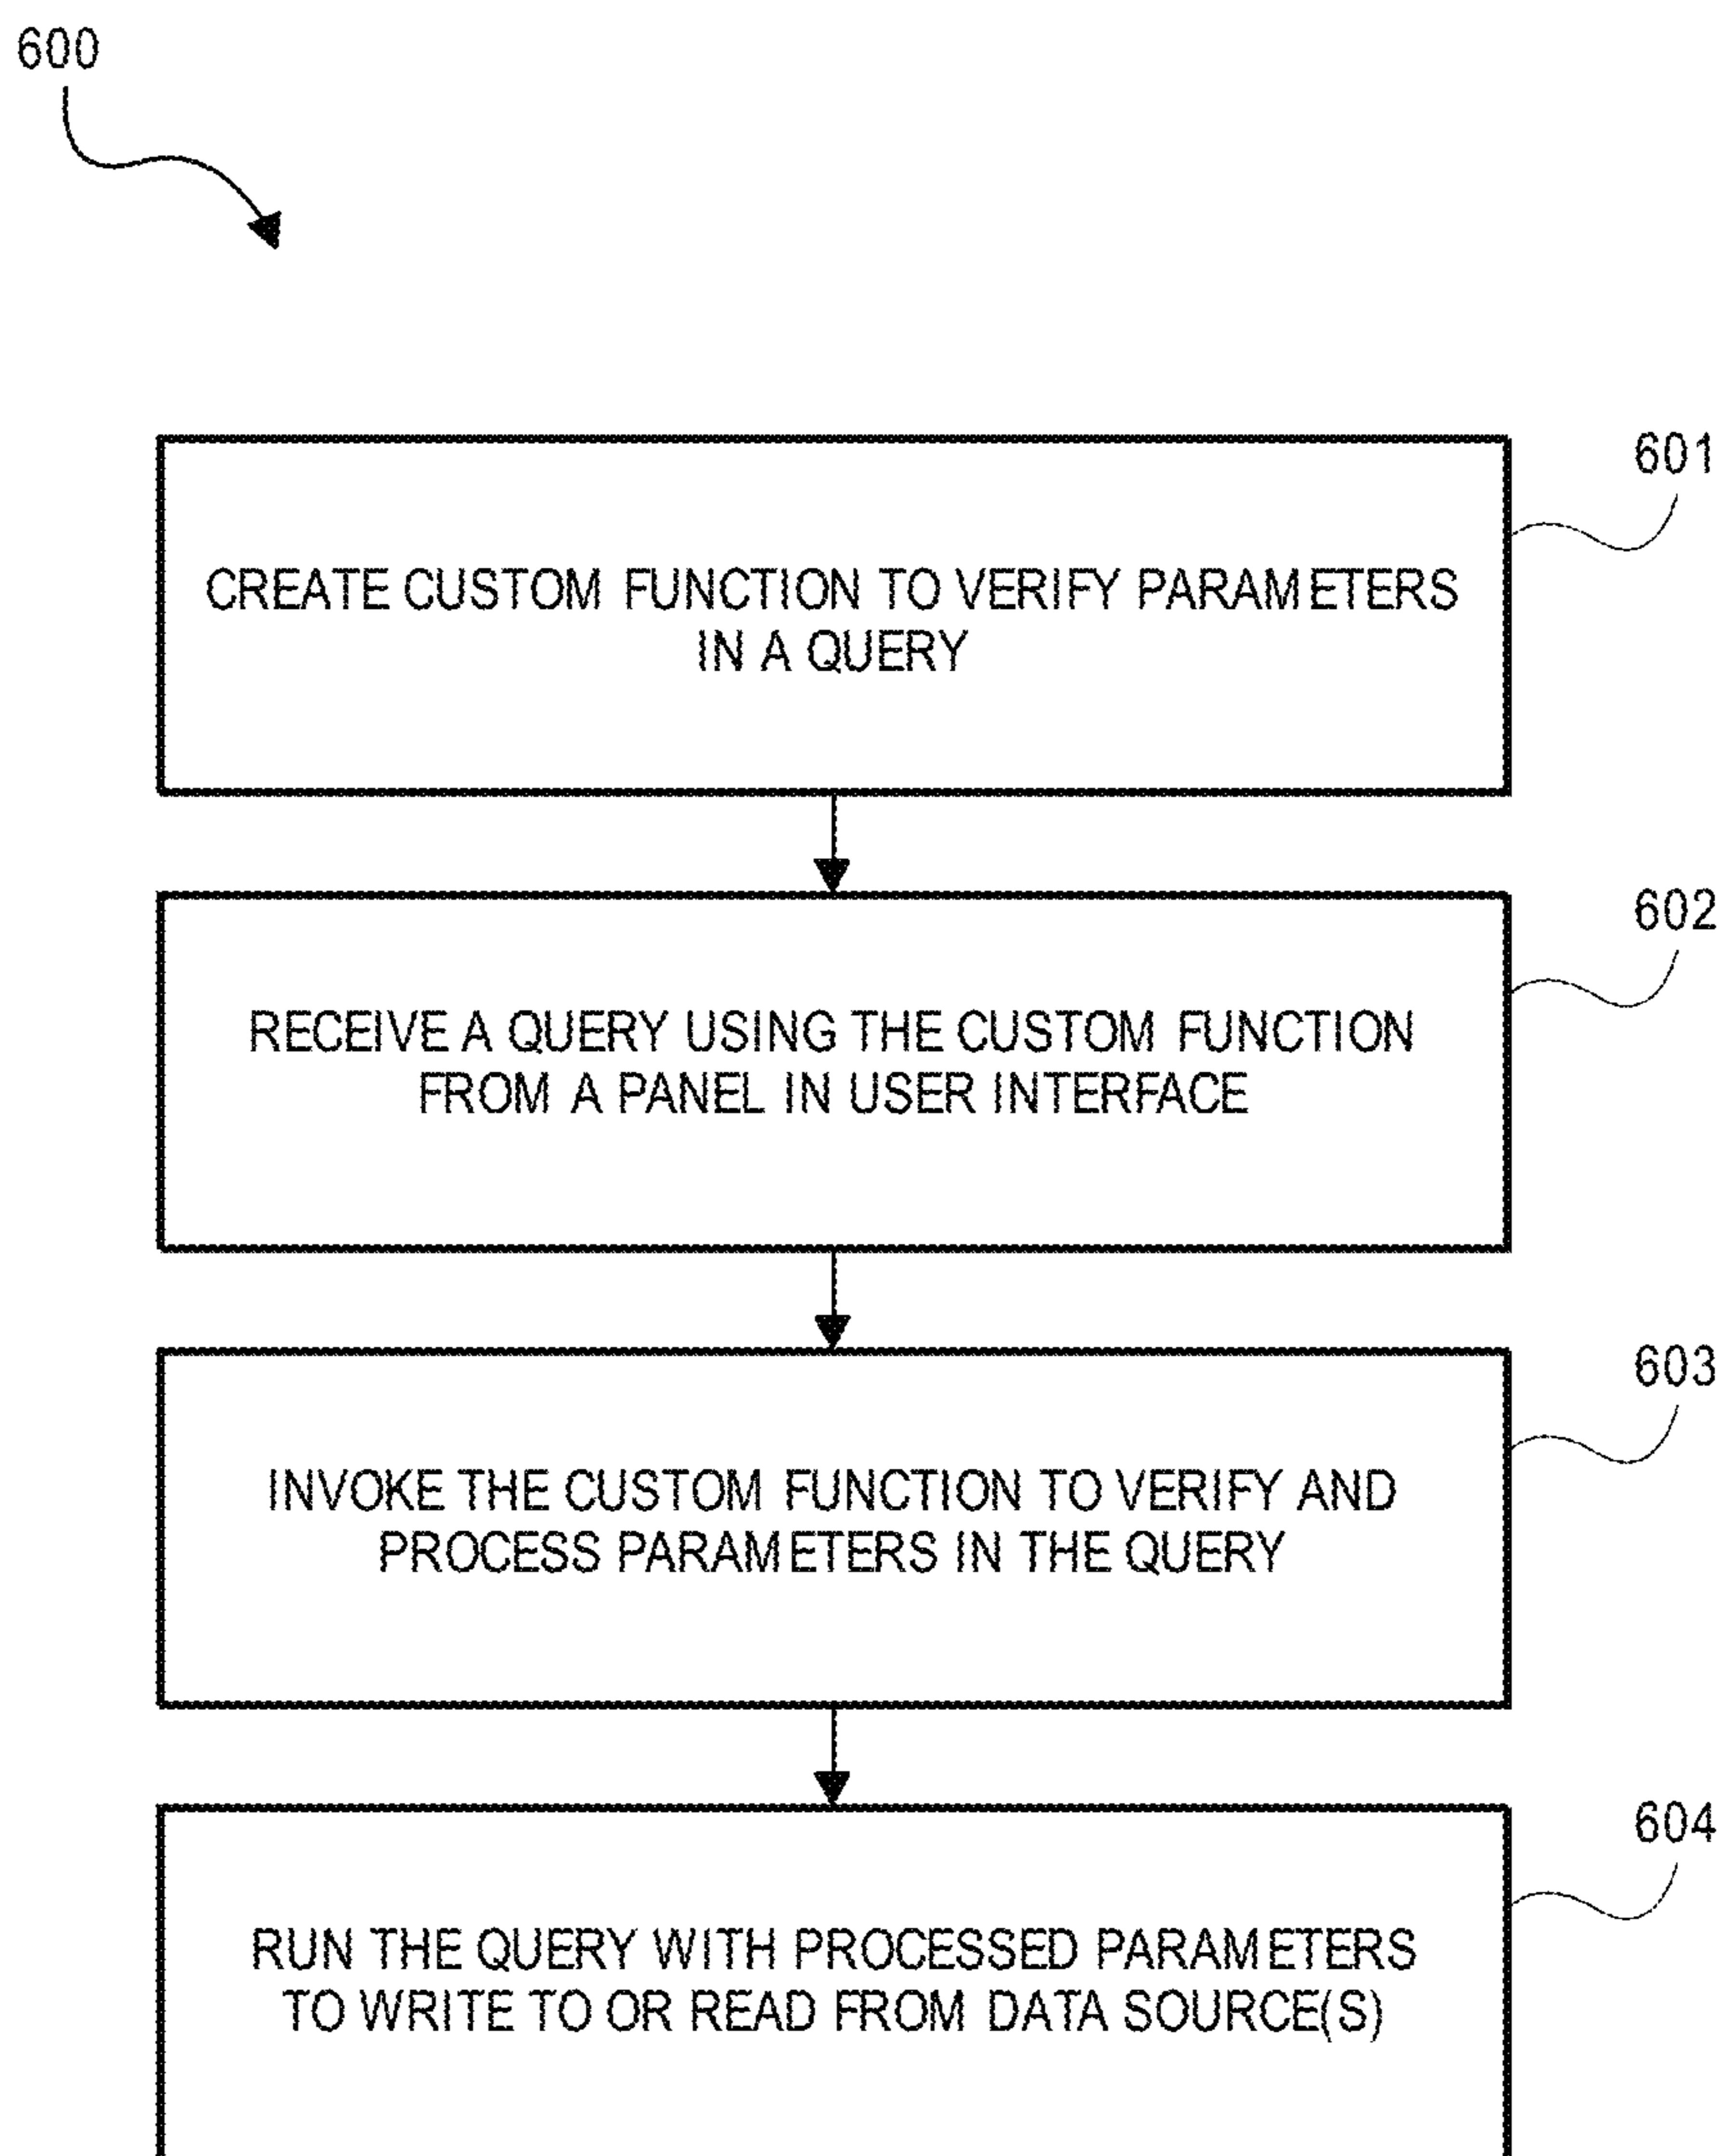 600
601
CREATE CUSTOM FUNCTION TO VERIFY PARAMETERS
IN A QUERY
602
RECEIVE A QUERY USING THE CUSTOM FUNCTION
FROM A PANEL IN USER INTERFACE
603
INVOKE THE CUSTOM FUNCTION TO VERIFY AND
PROCESS PARAMETERS IN THE QUERY
604
RUN THE QUERY WITH PROCESSED PARAMETERS
TO WRITE TO OR READ FROM DATA SOURCE(S)